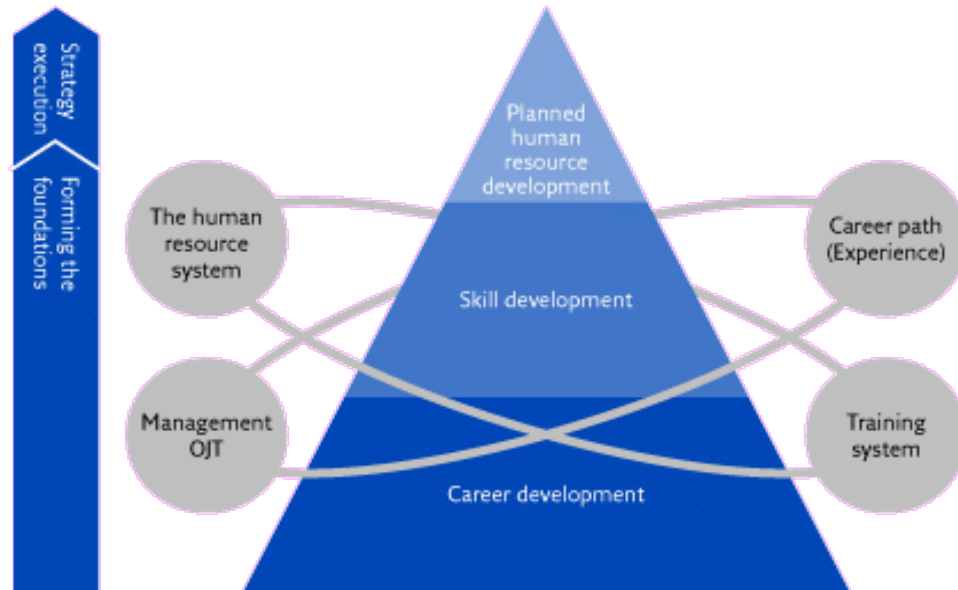 Strategy
execution
Forming the
foundations
Planned
human
resource
development
The human
resource
system
Career path
(Experience)
Skill development
Management
OJT
Training
system
Career development